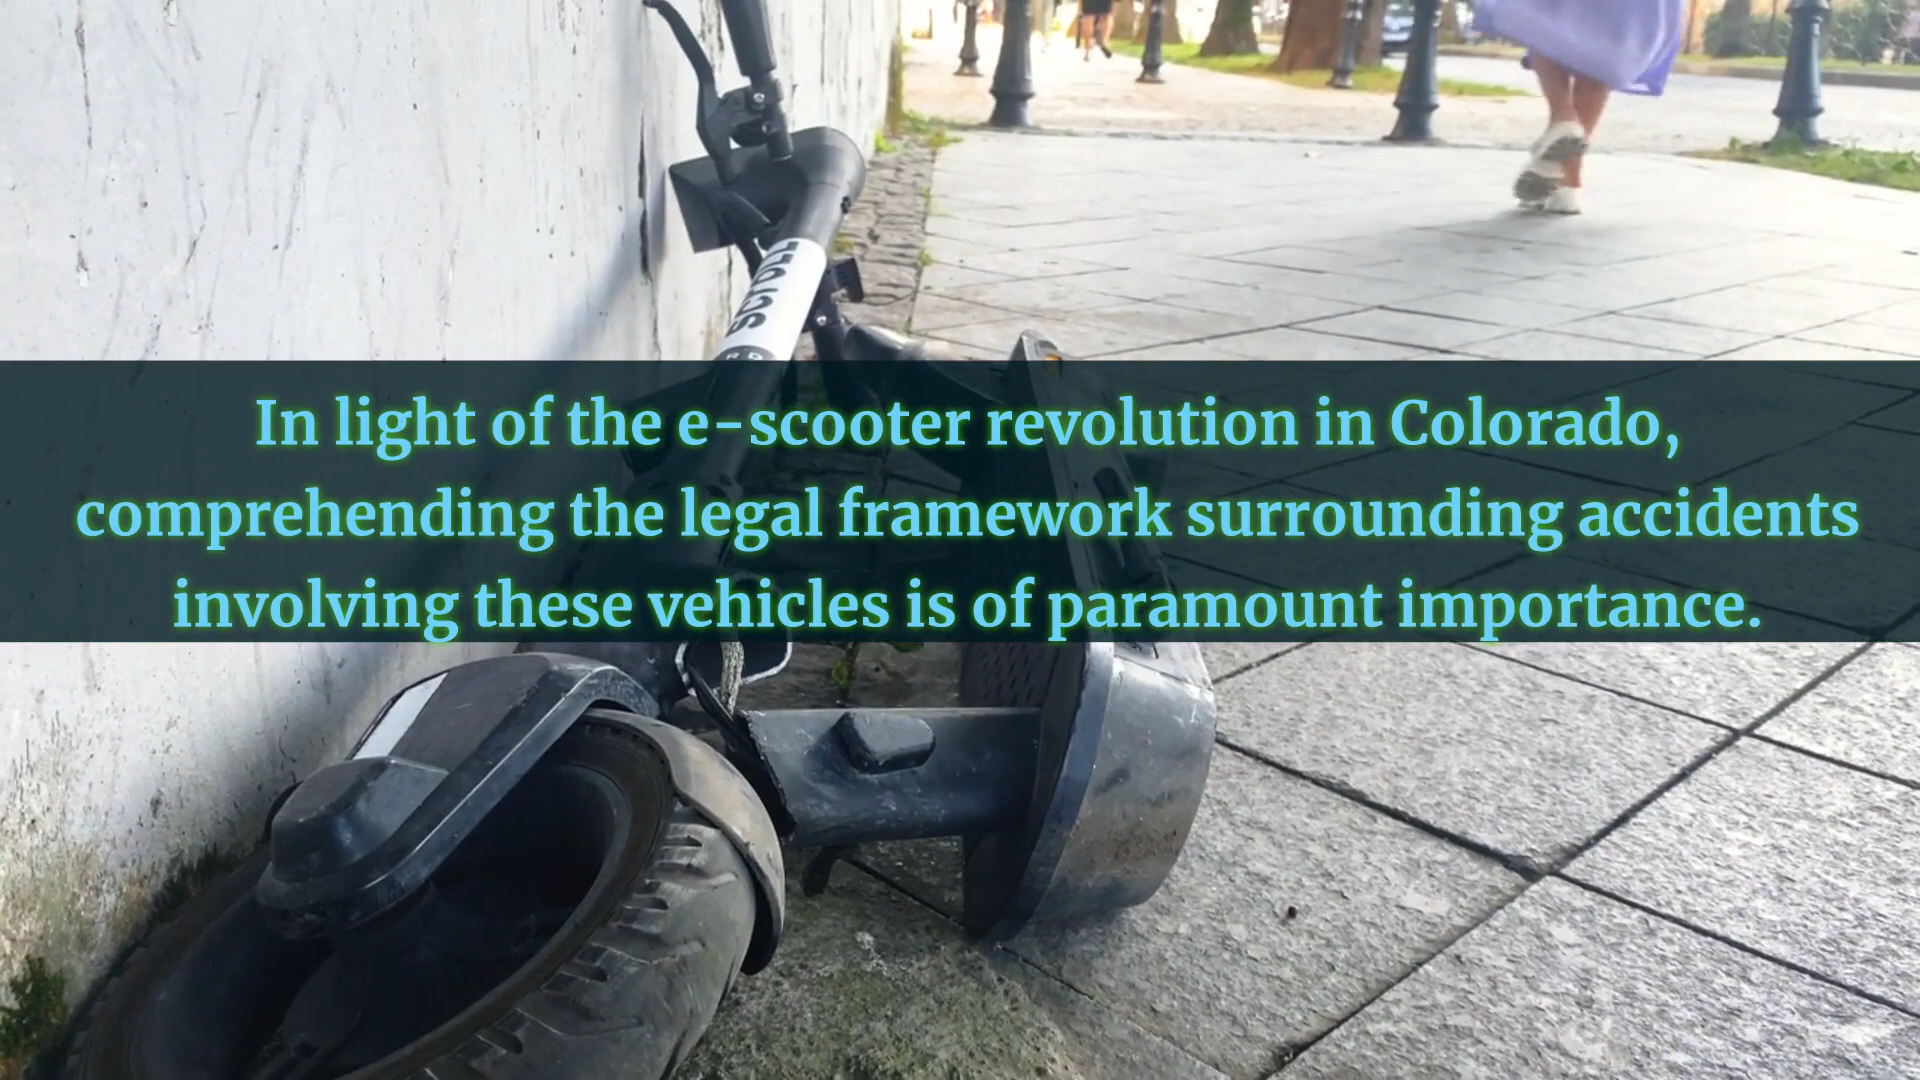 In light of the e-scooter revolution in Colorado,
comprehending the legal framework surrounding accidents
involving these vehicles is of paramount importance.